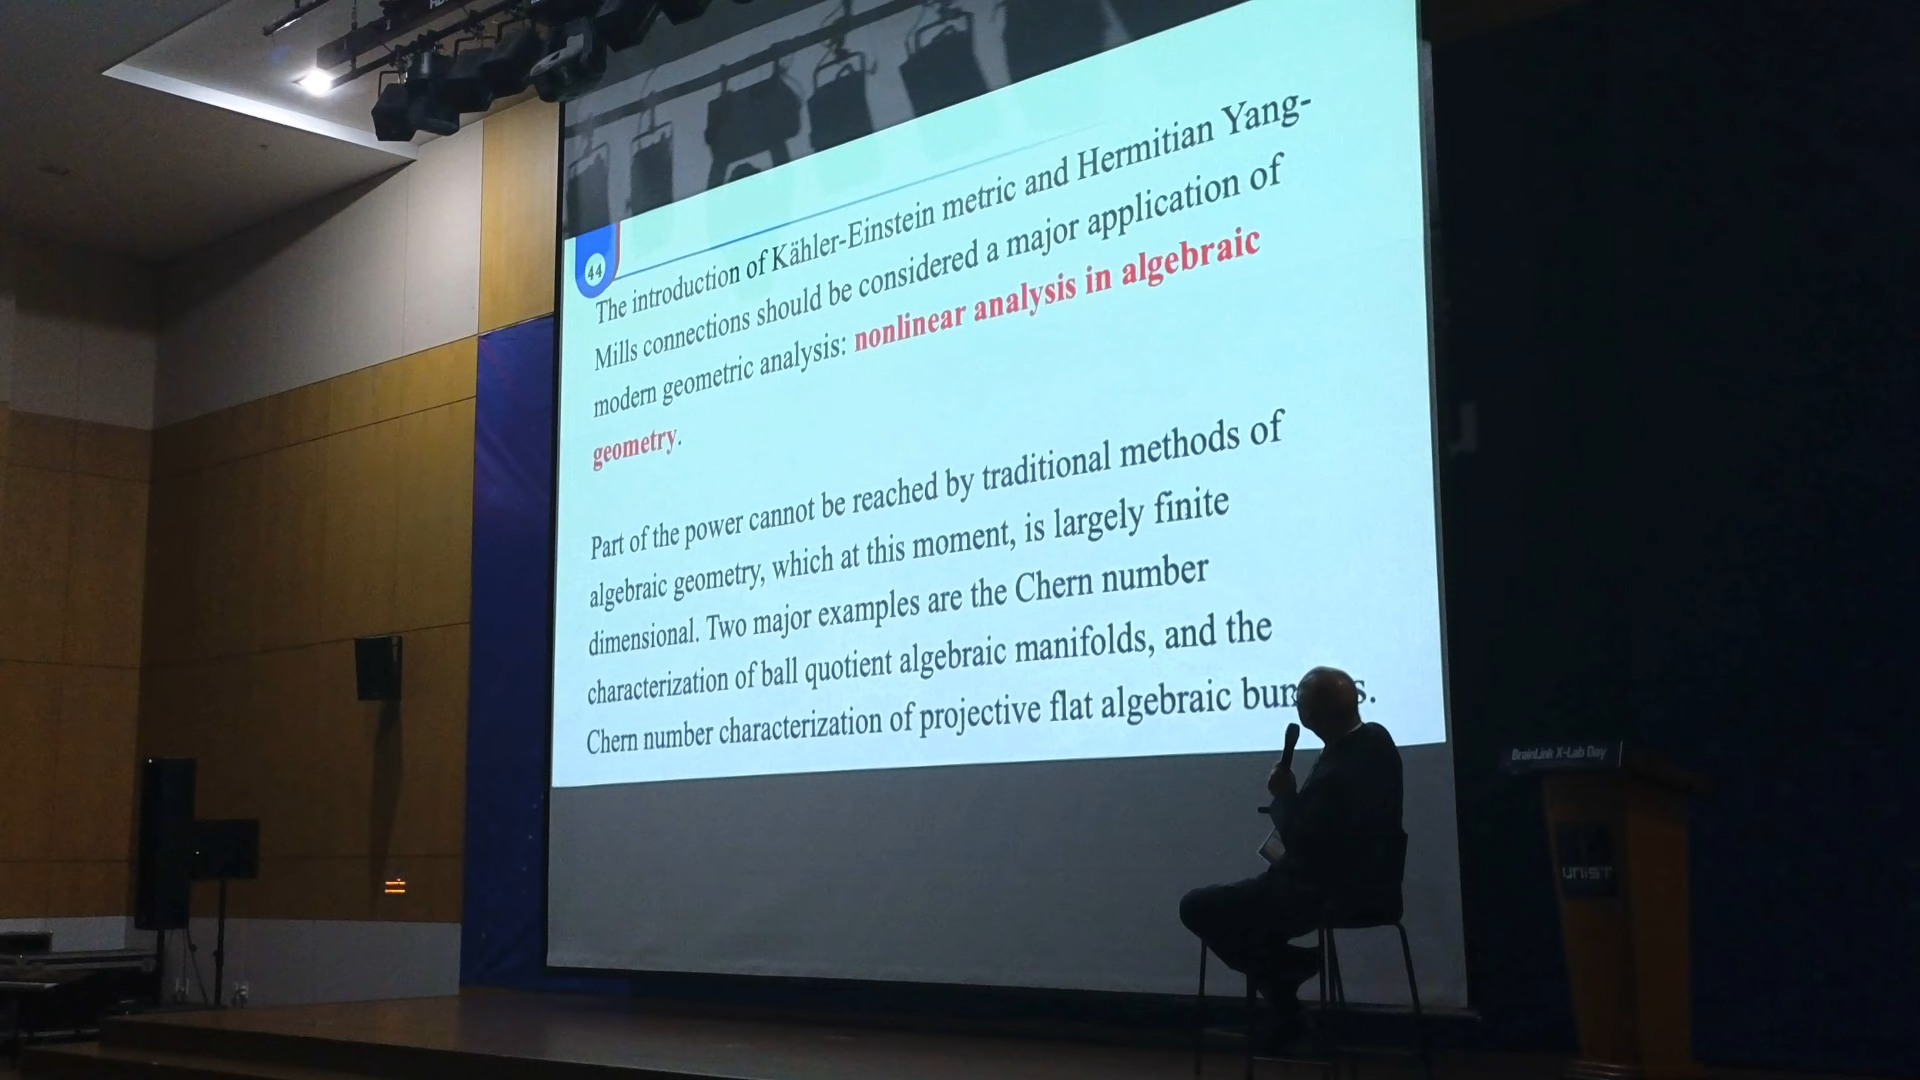 44
The introduction of Kähler-Einstein metric and Hermitian Yang-
Mills connections should be considered a major application of
modern geometric analysis: nonlinear analysis in algebraic
geometry.
Part of the power cannot be reached by traditional methods of
algebraic geometry, which at this moment, is largely finite
dimensional. Two major examples are the Chern number
characterization of ball quotient algebraic manifolds, and the
Chern number characterization of projective flat algebraic
BrainLink X-Lab Day
UNIST